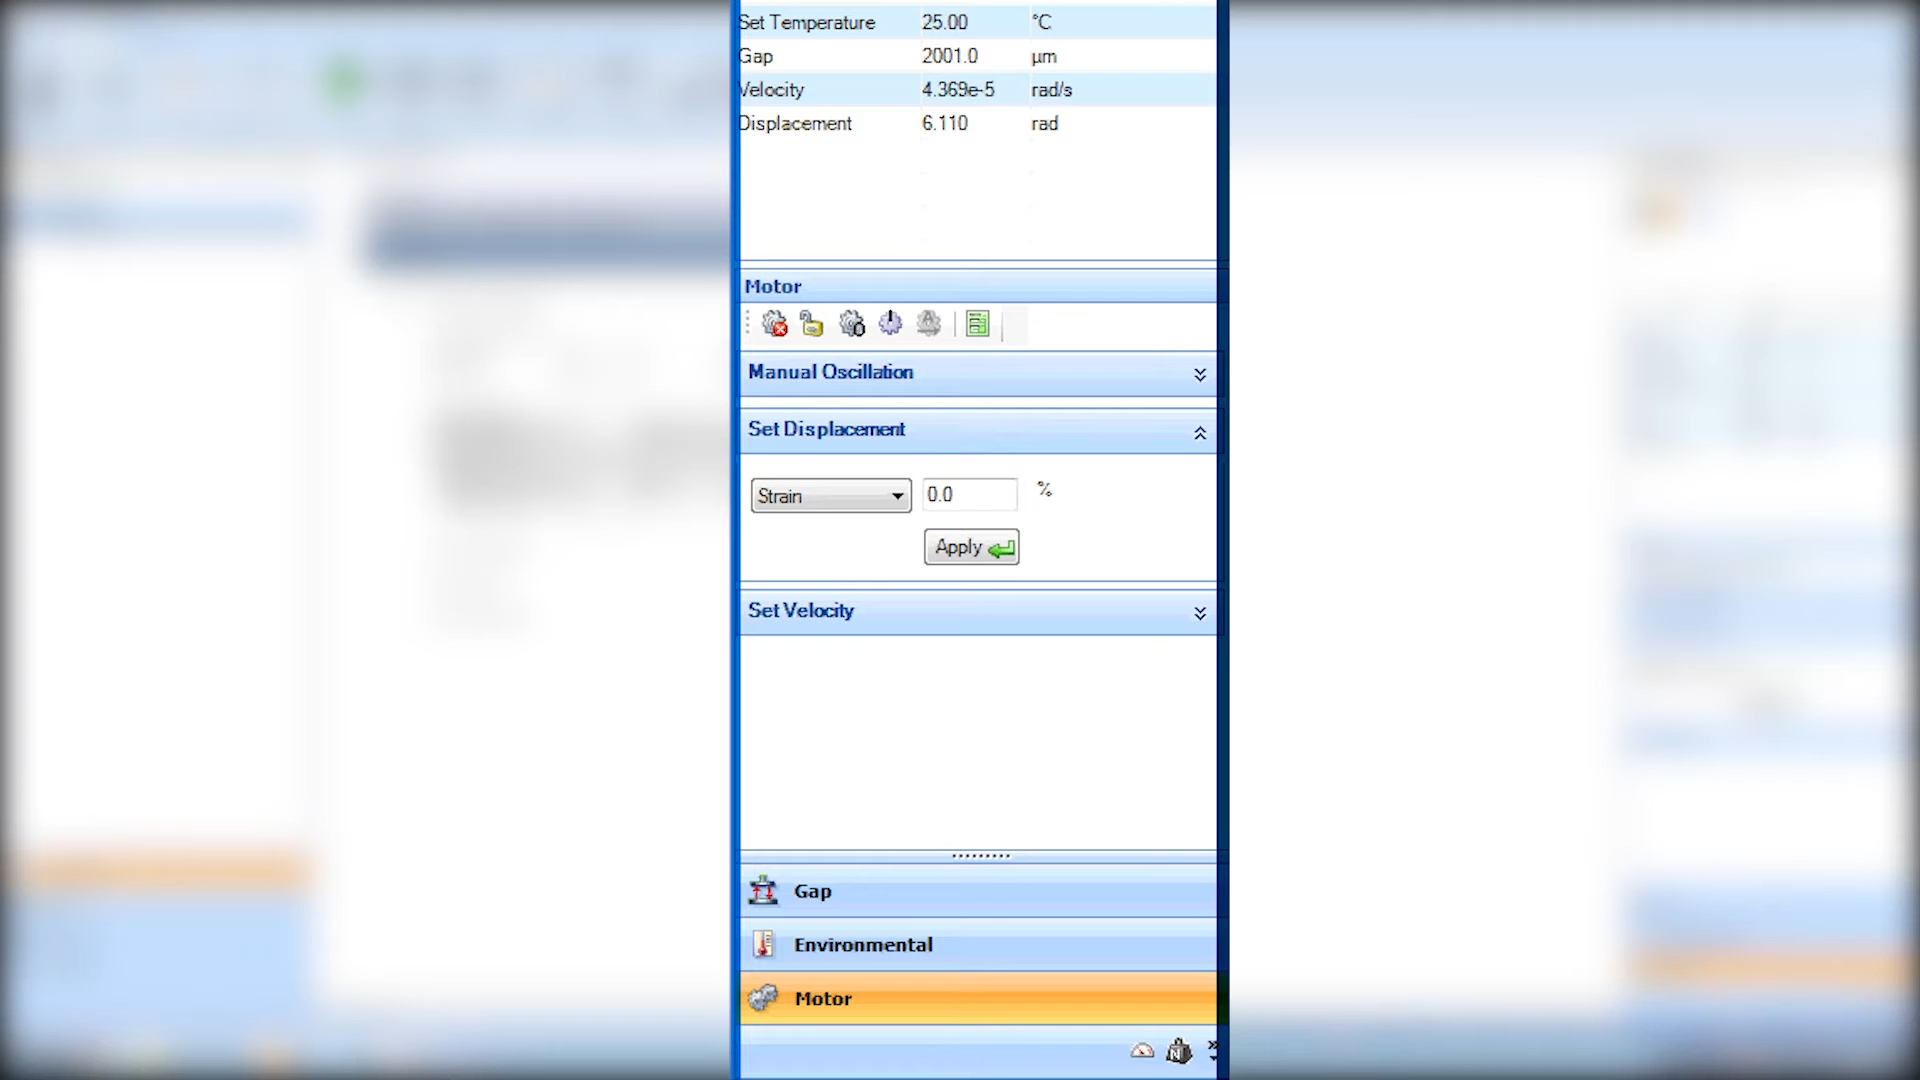 Set Temperature 25.00 °C
Gap 2001.0 µm
Velocity 4.369e-5 rad/s
Displacement 6.110 rad
Motor
Manual Oscillation
Set Displacement
Strain 0.0 %
Apply
Set Velocity
Gap
Environmental
Motor
N